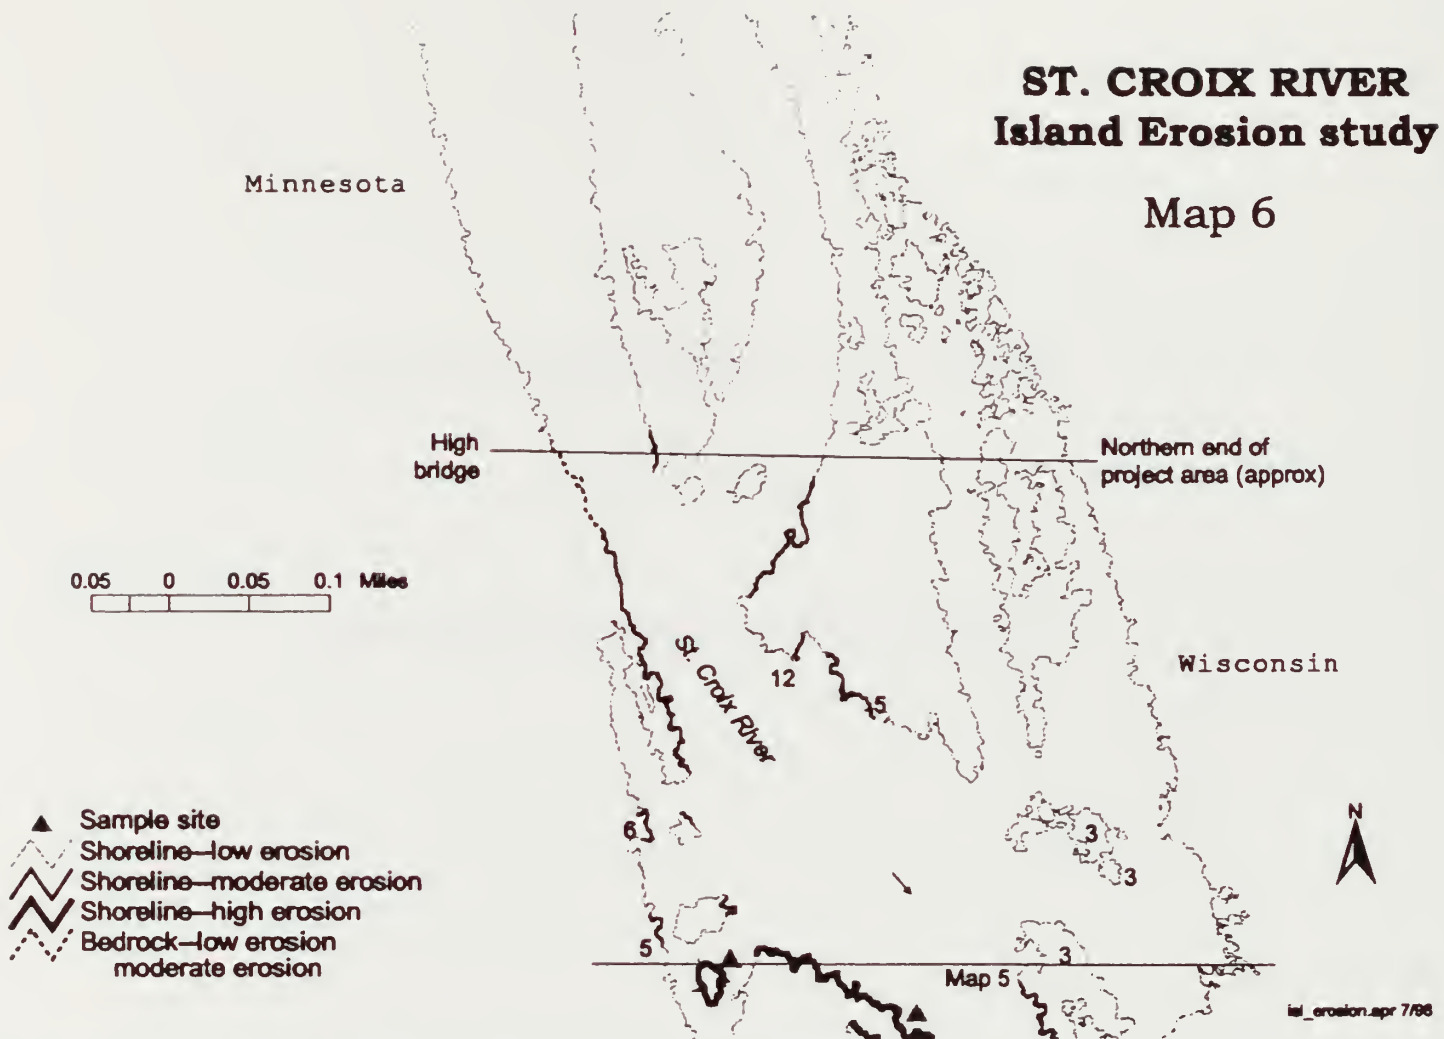 ST. CROIX RIVER
Island Erosion study
Map 6
Minnesota
High
bridge
Northern end of
project area (approx)
0.05 0 0.05 0.1 Miles
St. Croix River
12
5
Wisconsin
6
3
3
N
5
3
Map 5
Sample site
Shoreline—low erosion
Shoreline—moderate erosion
Shoreline—high erosion
Bedrock—low erosion
moderate erosion
isl_erosion.apr 7/98